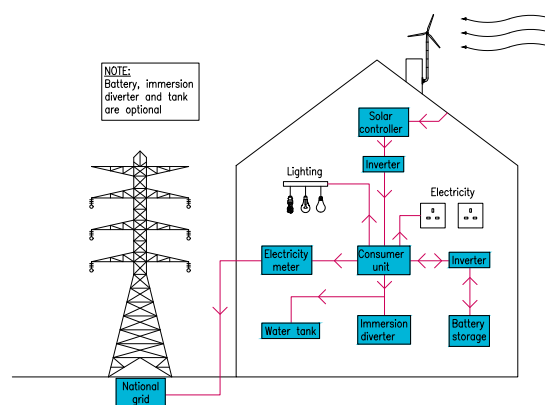 NOTE:
Battery, immersion
diverter and tank
are optional
Solar
controller
Inverter
Lighting
Electricity
Electricity
meter
Consumer
unit
Inverter
Water tank
Immersion
diverter
Battery
storage
National
grid